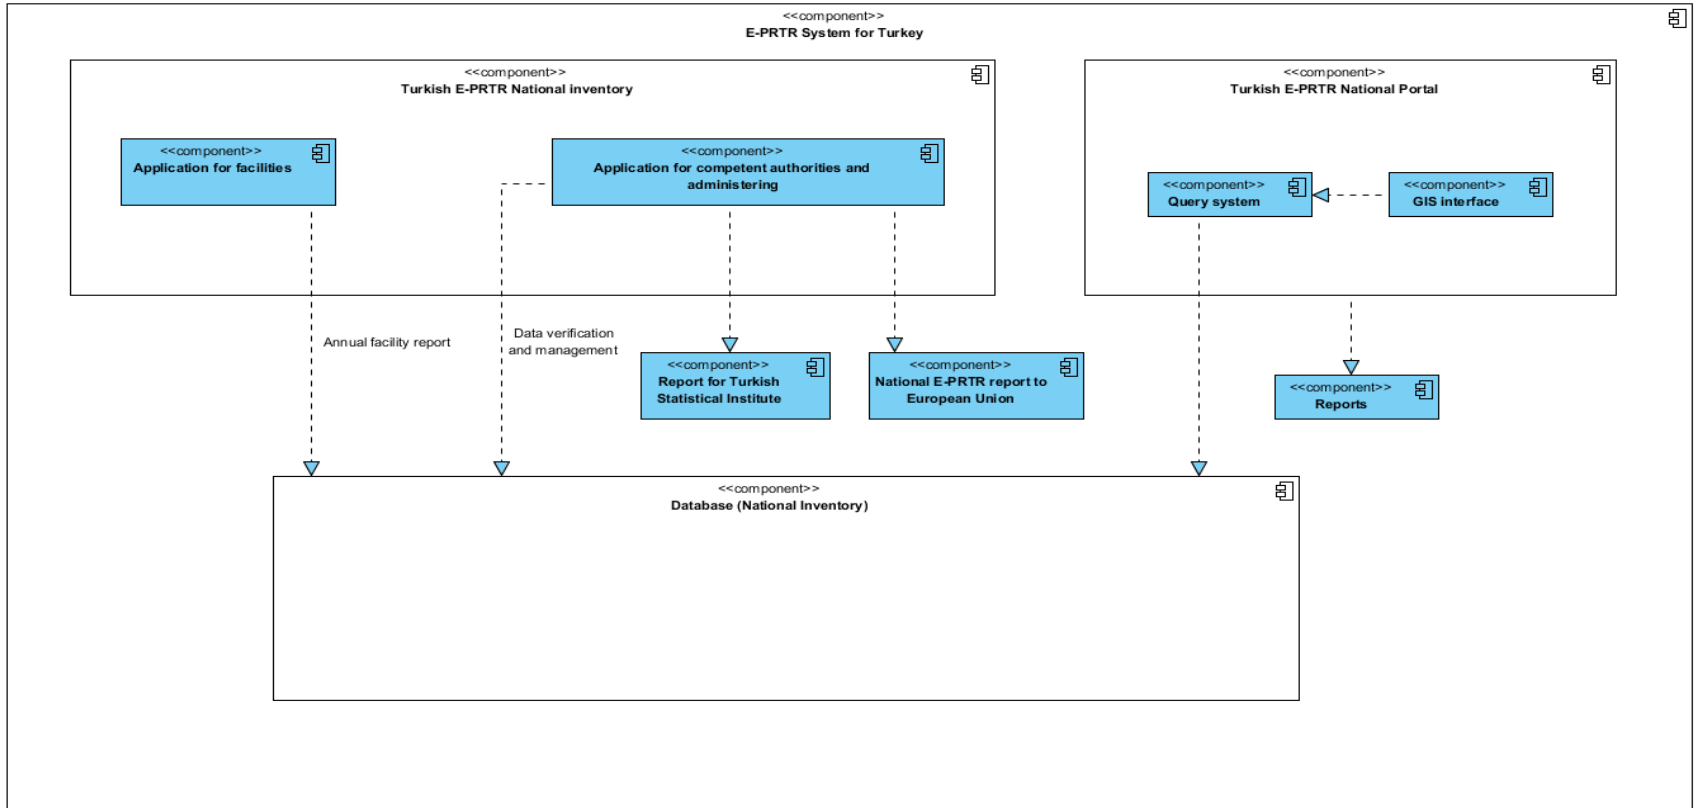 <<component>>
E-PRTR System for Turkey
<<component>>
Turkish E-PRTR National inventory
<<component>>
Application for facilities
<<component>>
Application for competent authorities and
administering
<<component>>
Turkish E-PRTR National Portal
<<component>>
Query system
<<component>>
GIS interface
Annual facility report
Data verification
and management
<<component>>
Report for Turkish
Statistical Institute
<<component>>
National E-PRTR report to
European Union
<<component>>
Reports
<<component>>
Database (National Inventory)